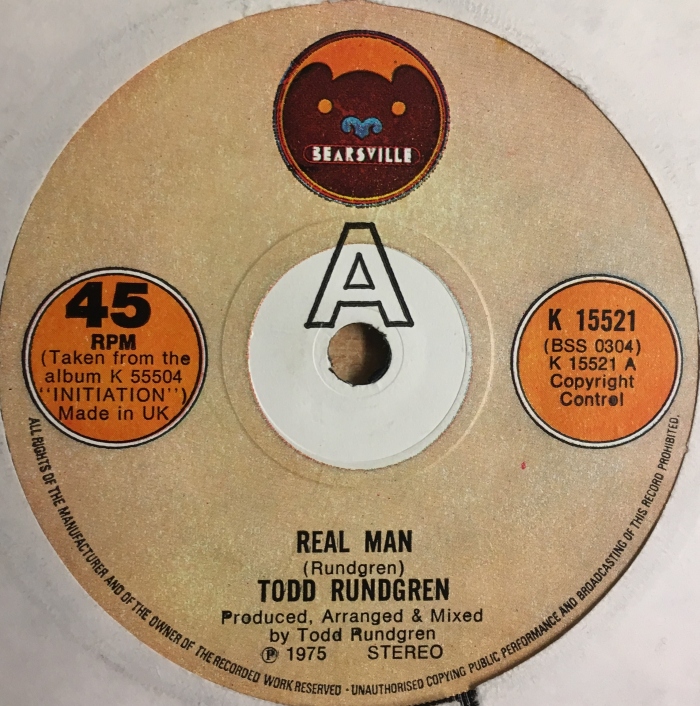 BEARSVILLE
A
45
RPM
(Taken from the
album K 55504
"INITIATION")
Made in UK
K 15521
(BSS 0304)
K 15521 A
Copyright
Control
REAL MAN
(Rundgren)
TODD RUNDGREN
Produced, Arranged & Mixed
by Todd Rundgren
℗ 1975 STEREO
ALL RIGHTS OF THE MANUFACTURER AND OF THE OWNER OF THE RECORDED WORK RESERVED - UNAUTHORISED COPYING PUBLIC PERFORMANCE AND BROADCASTING OF THIS RECORD PROHIBITED.